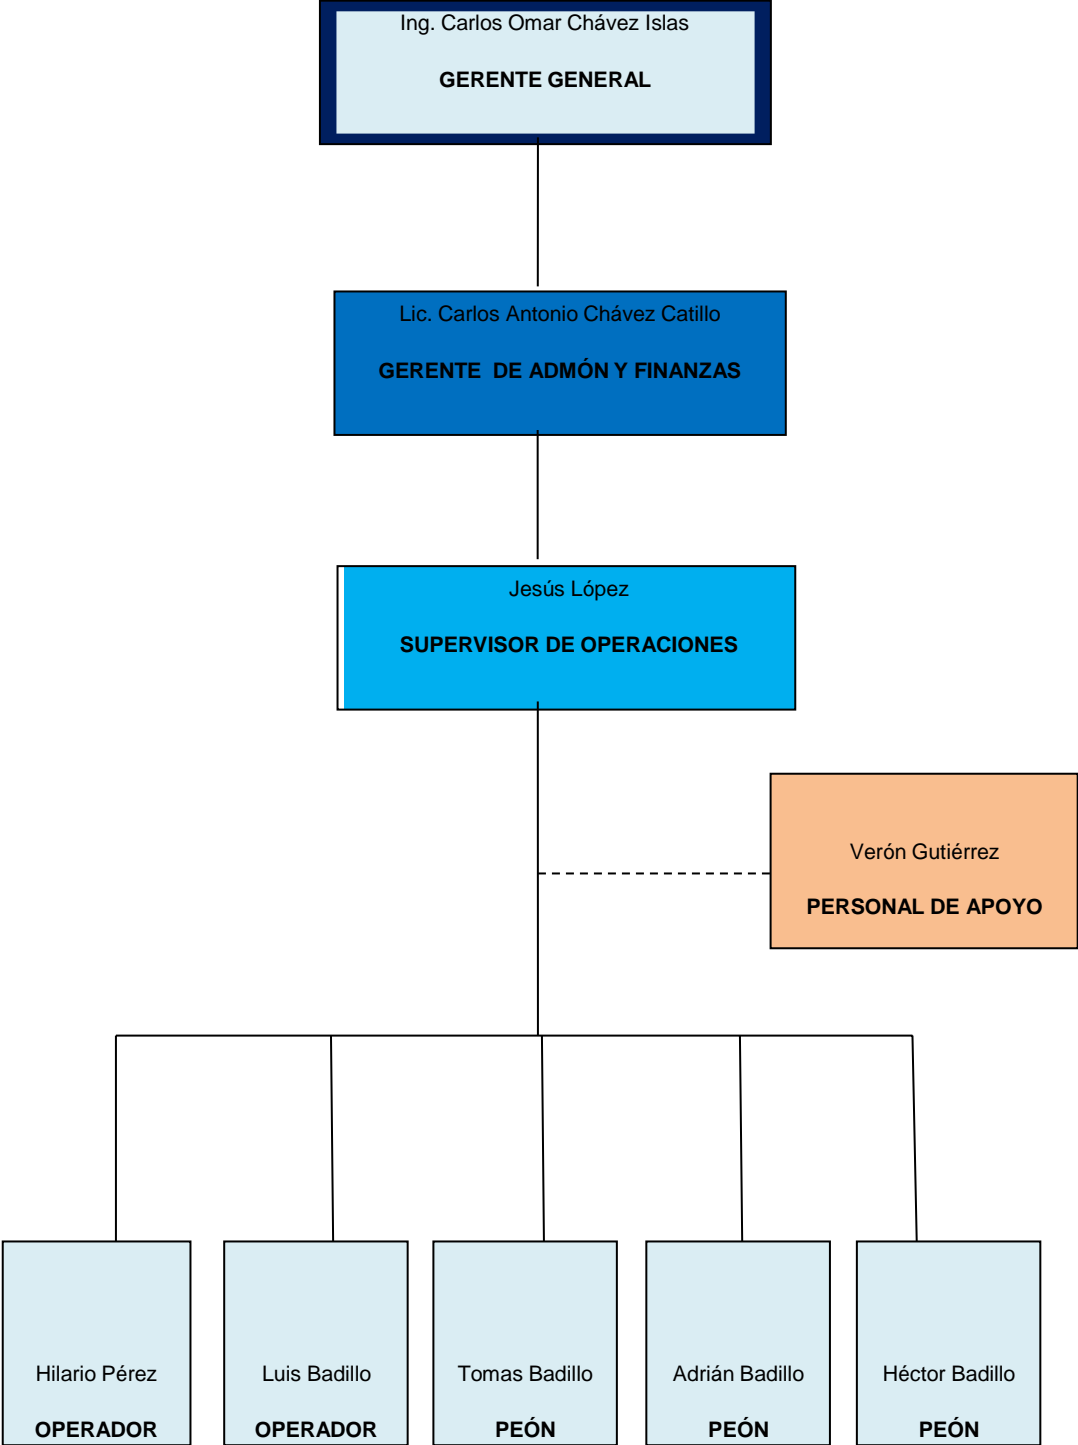 Ing. Carlos Omar Chávez Islas
GERENTE GENERAL
Lic. Carlos Antonio Chávez Catillo
GERENTE DE ADMÓN Y FINANZAS
Jesús López
SUPERVISOR DE OPERACIONES
Verón Gutiérrez
PERSONAL DE APOYO
Hilario Pérez
OPERADOR
Luis Badillo
OPERADOR
Tomas Badillo
PEÓN
Adrián Badillo
PEÓN
Héctor Badillo
PEÓN